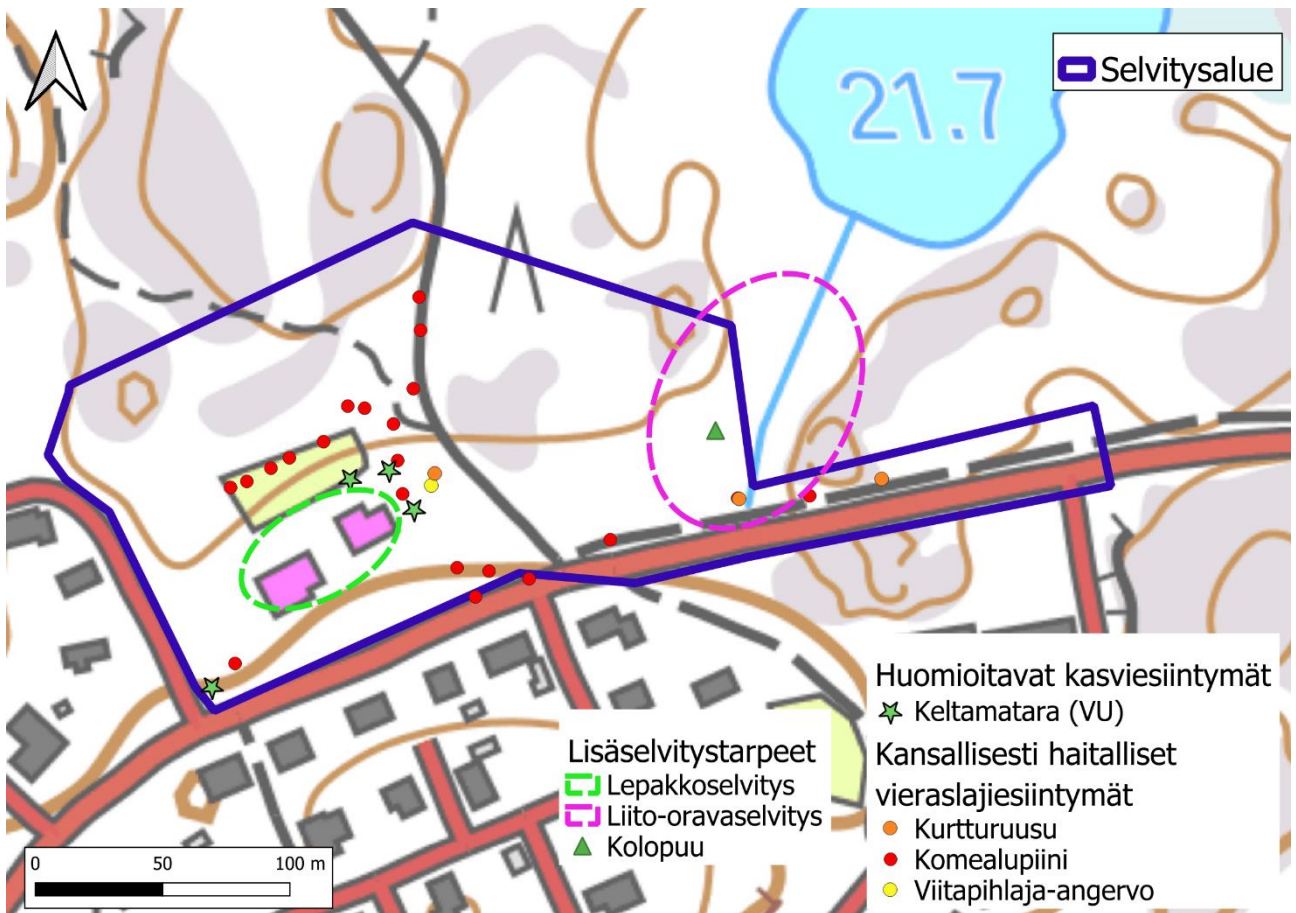 Selvitysalue
21.7
Huomioitavat kasviesiintymät
Keltamatara (VU)
Kansallisesti haitalliset
vieraslajiesiintymät
Kurtturuusu
Komealupiini
Viitapihlaja-angervo
Lisäselvitystarpeet
Lepakkoselvitys
Liito-oravaselvitys
Kolopuu
0 50 100 m